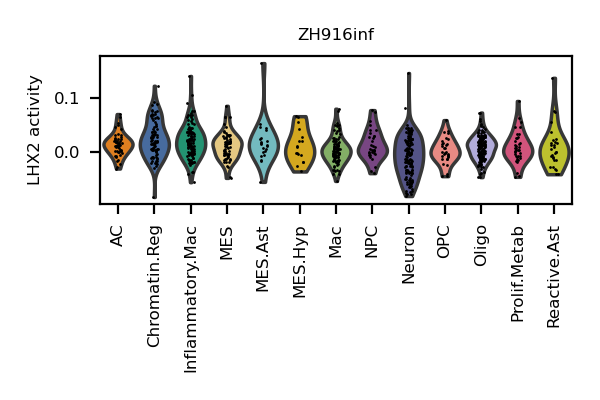 ZH916inf
LHX2 activity
0.1
0.0
AC
Chromatin.Reg
Inflammatory.Mac
MES
MES.Ast
MES.Hyp
Mac
NPC
Neuron
OPC
Oligo
Prolif.Metab
Reactive.Ast